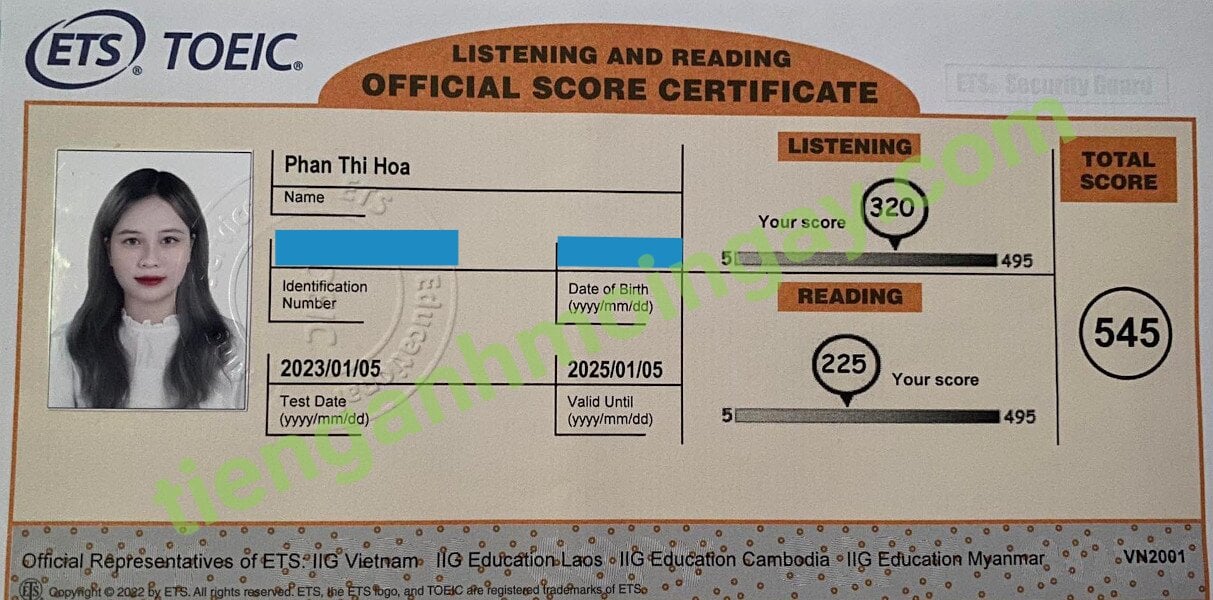 ETS® TOEIC®
LISTENING AND READING
OFFICIAL SCORE CERTIFICATE
ETS® Security Guard
Phan Thi Hoa
Name
Identification
Number
Date of Birth
(yyyy/mm/dd)
2023/01/05
Test Date
(yyyy/mm/dd)
2025/01/05
Valid Until
(yyyy/mm/dd)
LISTENING
Your score 320
5 495
READING
225 Your score
5 495
TOTAL
SCORE
545
ETS
Educational
tienganhmoingay.com
Official Representatives of ETS: IIG Vietnam IIG Education Laos IIG Education Cambodia IIG Education Myanmar
VN2001
ETS Copyright © 2022 by ETS. All rights reserved. ETS, the ETS logo, and TOEIC are registered trademarks of ETS.